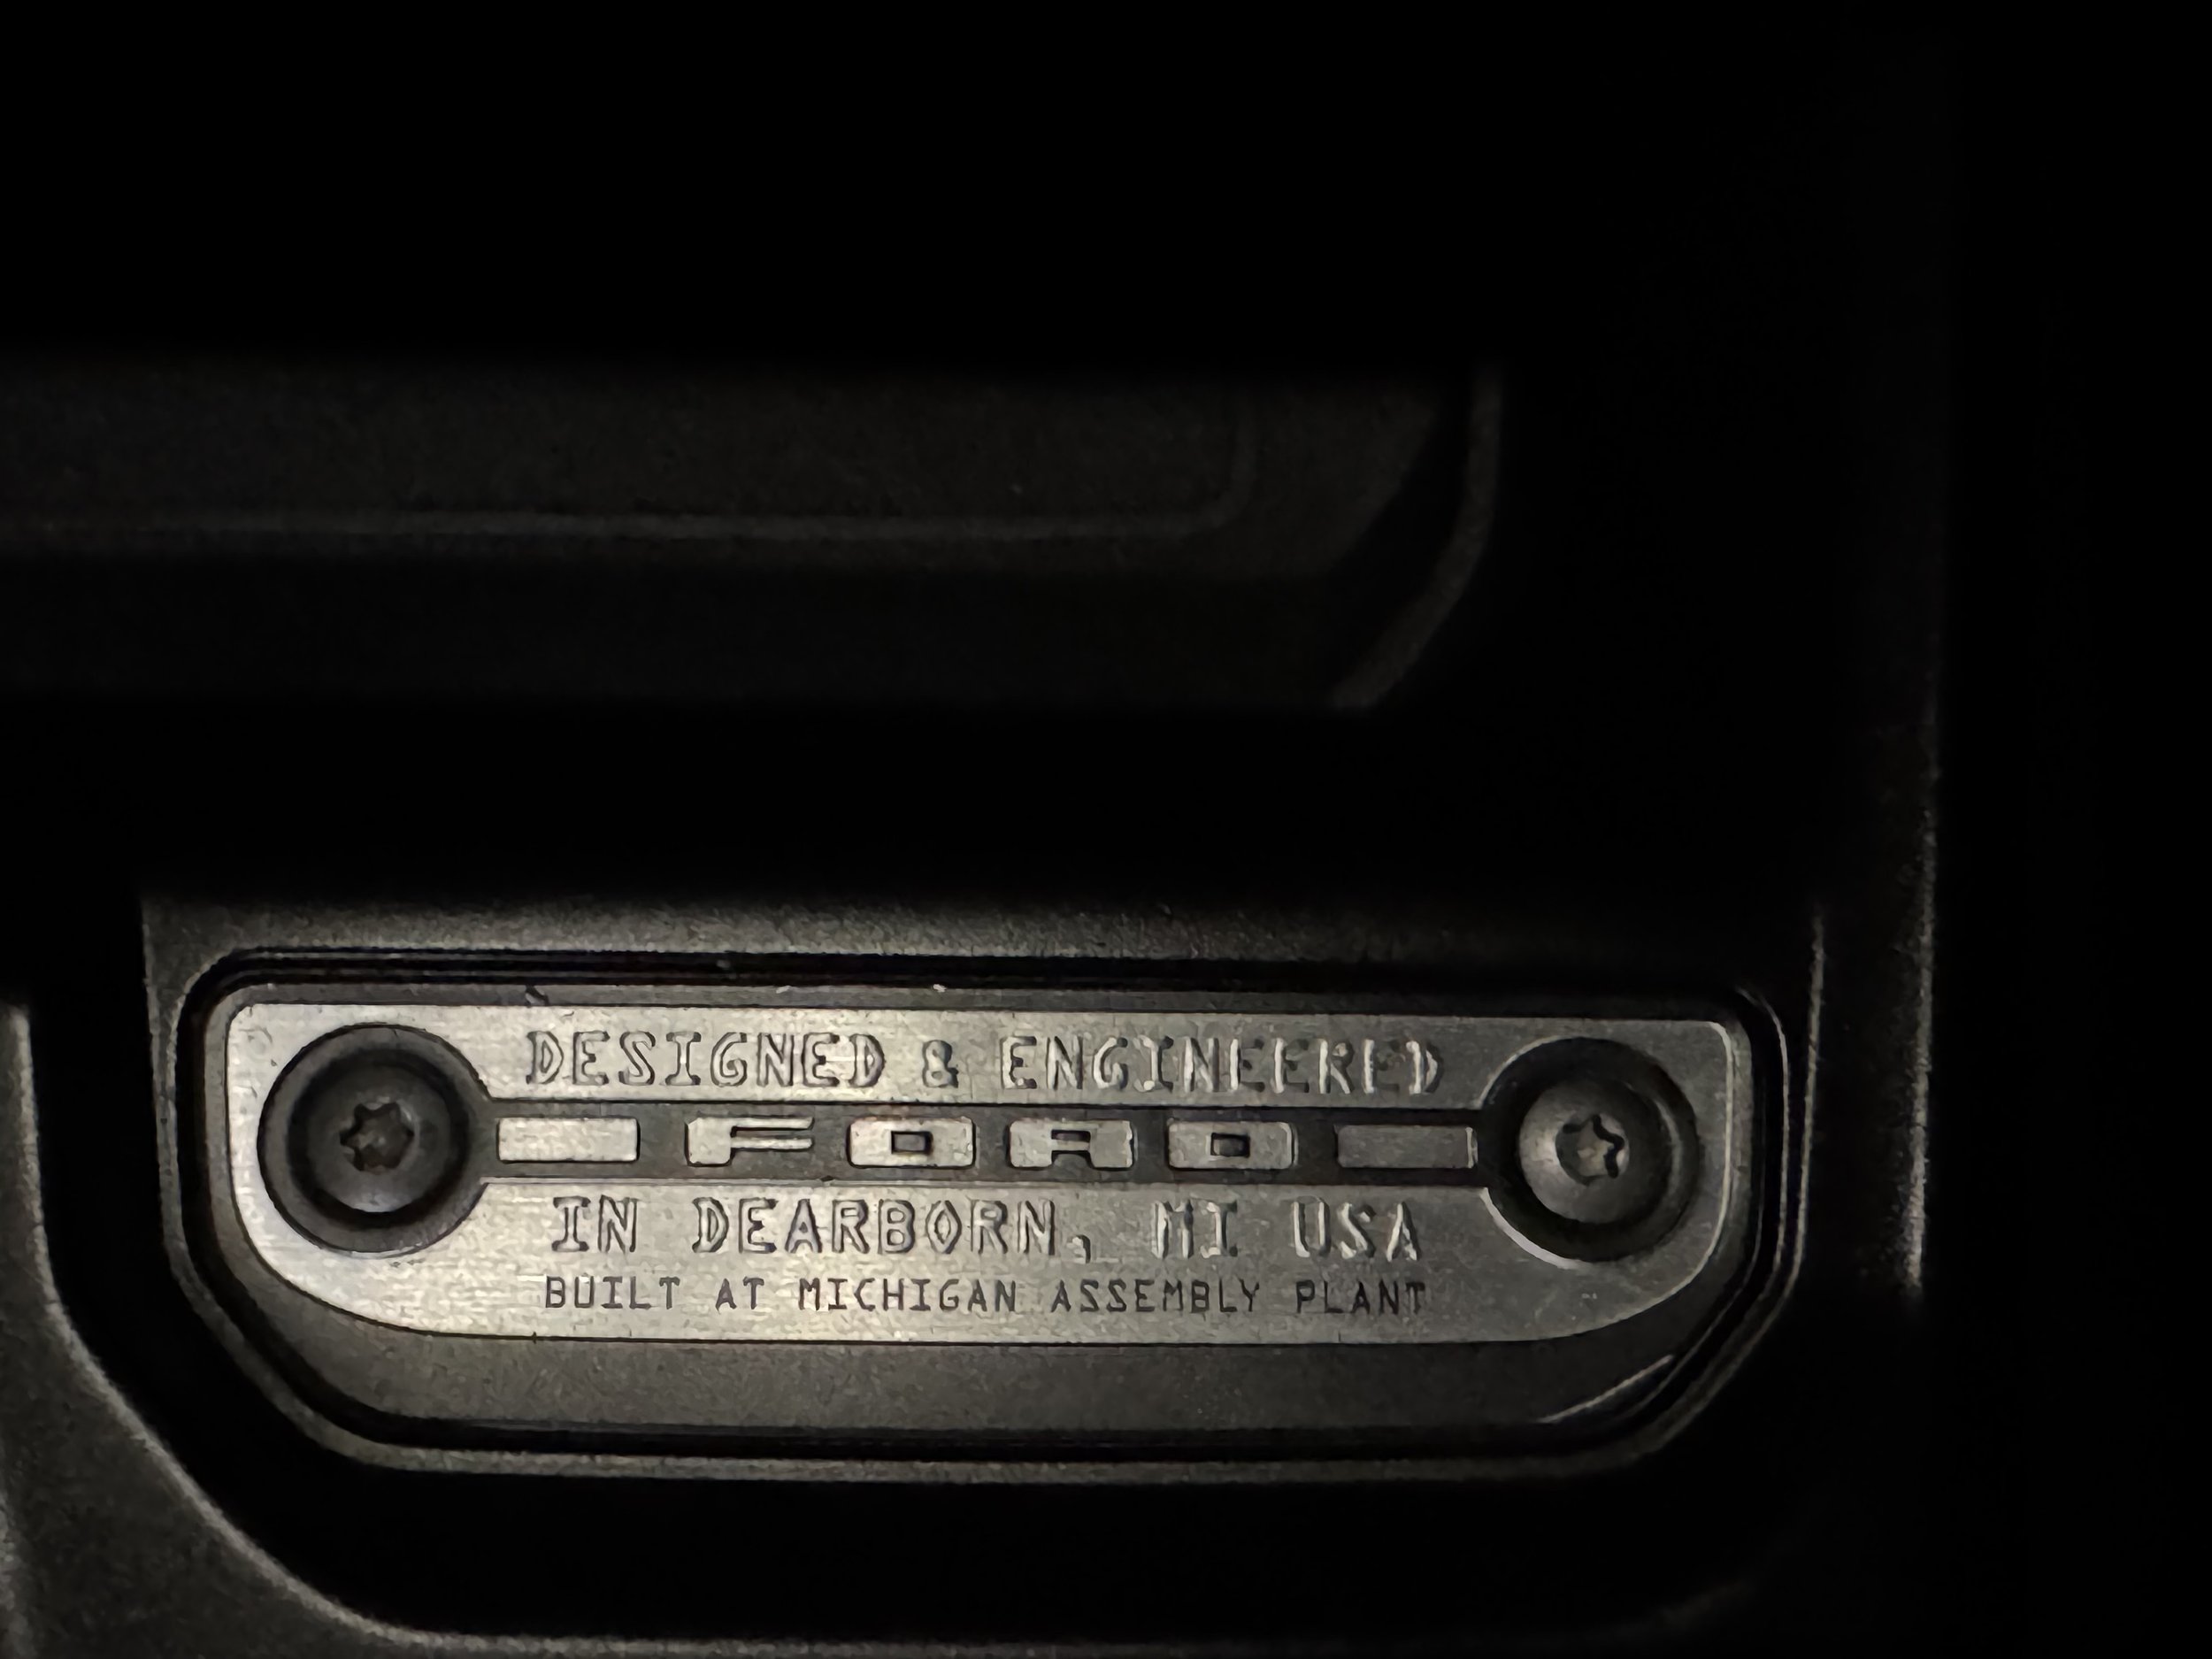 DESIGNED & ENGINEERED
FORD
IN DEARBORN, MI USA
BUILT AT MICHIGAN ASSEMBLY PLANT